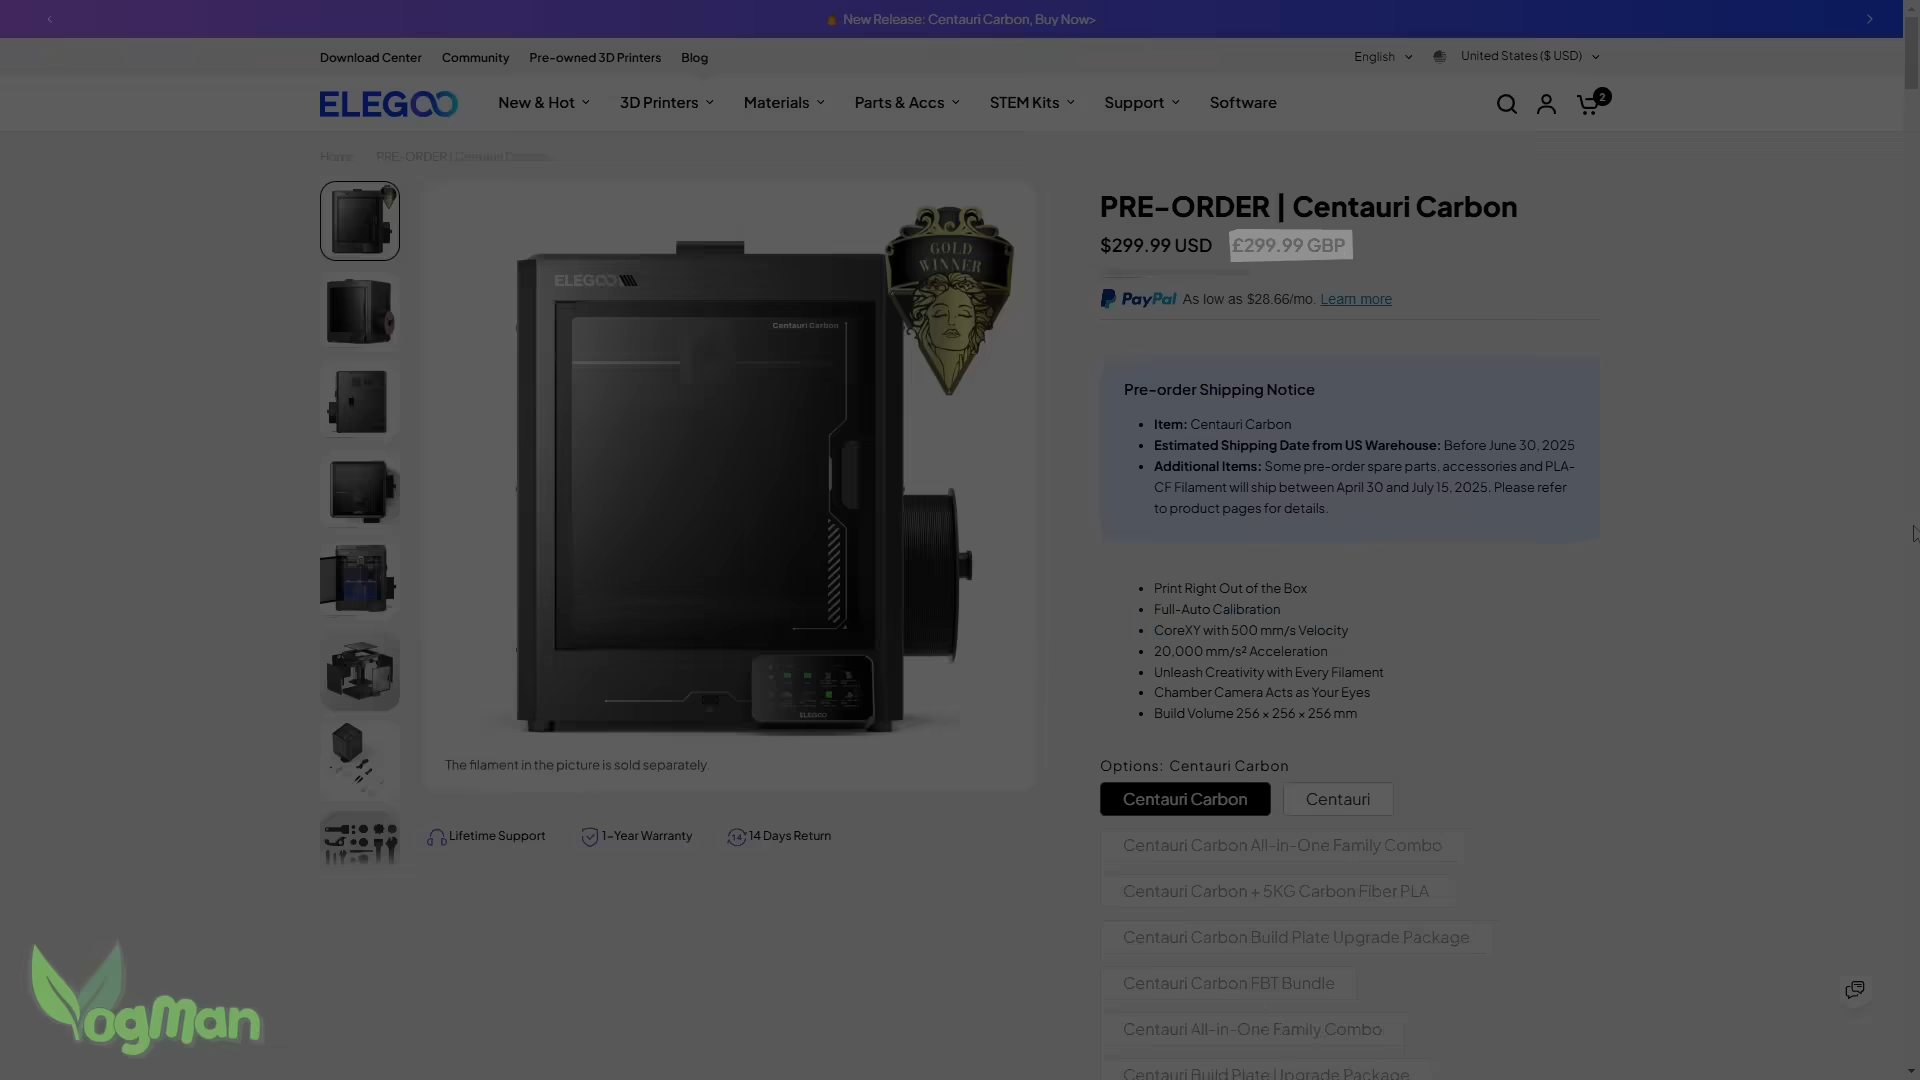 New Release: Centauri Carbon, Buy Now>
Download Center Community Pre-owned 3D Printers Blog
English United States ($ USD)
ELEGOO New & Hot 3D Printers Materials Parts & Accs STEM Kits Support Software 2
Home PRE-ORDER | Centauri Carbon
ELEGOO
Centauri Carbon
GOLD
WINNER
ELEGOO
The filament in the picture is sold separately.
Lifetime Support 1-Year Warranty 14 14 Days Return
PRE-ORDER | Centauri Carbon
$299.99 USD £299.99 GBP
PayPal As low as $28.66/mo. Learn more
Pre-order Shipping Notice
• Item: Centauri Carbon
• Estimated Shipping Date from US Warehouse: Before June 30, 2025
• Additional Items: Some pre-order spare parts, accessories and PLA-
CF Filament will ship between April 30 and July 15, 2025. Please refer
to product pages for details.
• Print Right Out of the Box
• Full-Auto Calibration
• CoreXY with 500 mm/s Velocity
• 20,000 mm/s² Acceleration
• Unleash Creativity with Every Filament
• Chamber Camera Acts as Your Eyes
• Build Volume 256 × 256 × 256 mm
Options: Centauri Carbon
Centauri Carbon Centauri
Centauri Carbon All-in-One Family Combo
Centauri Carbon + 5KG Carbon Fiber PLA
Centauri Carbon Build Plate Upgrade Package
Centauri Carbon FBT Bundle
Centauri All-in-One Family Combo
Centauri Build Plate Upgrade Package
VogMan